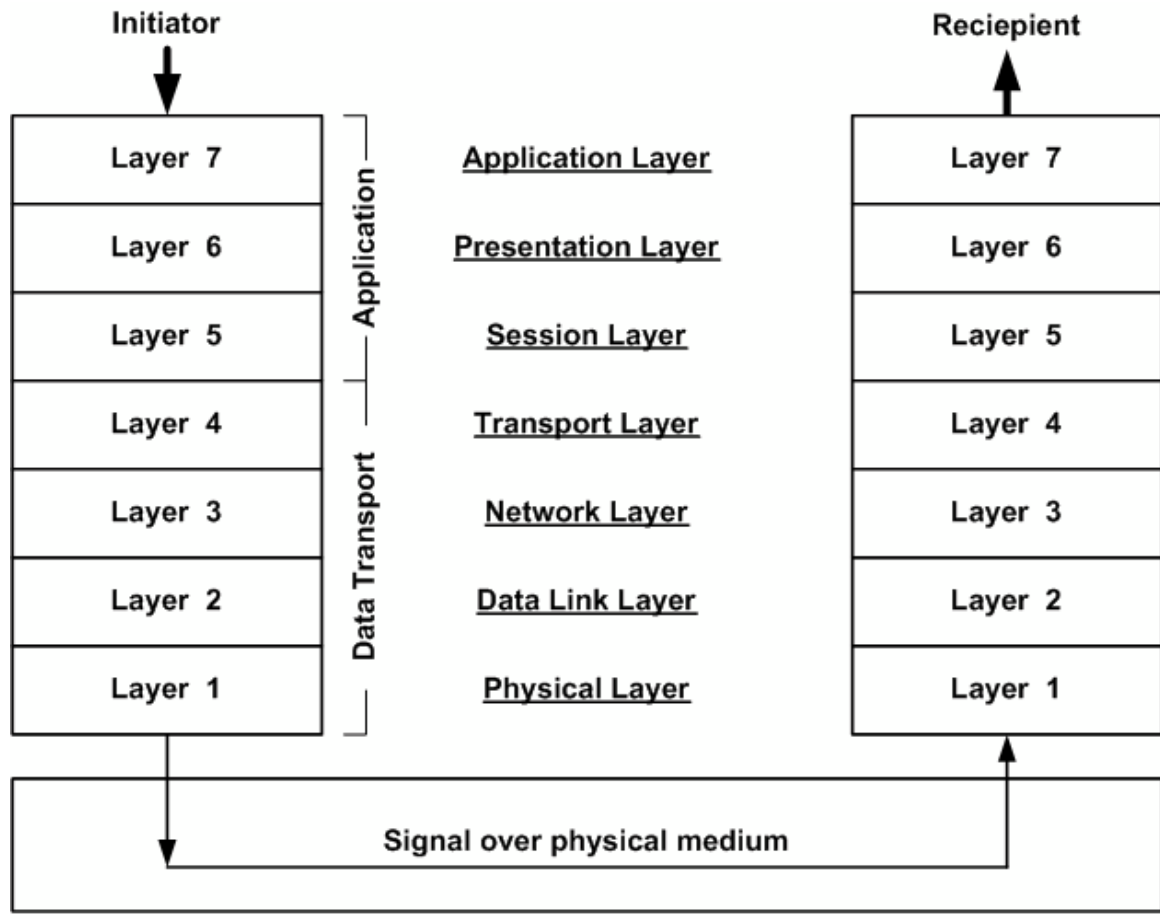 Initiator
Reciepient
Layer 7
Application Layer
Layer 7
Layer 6
Presentation Layer
Layer 6
Layer 5
Session Layer
Layer 5
Application
Layer 4
Transport Layer
Layer 4
Layer 3
Network Layer
Layer 3
Layer 2
Data Link Layer
Layer 2
Layer 1
Physical Layer
Layer 1
Data Transport
Signal over physical medium